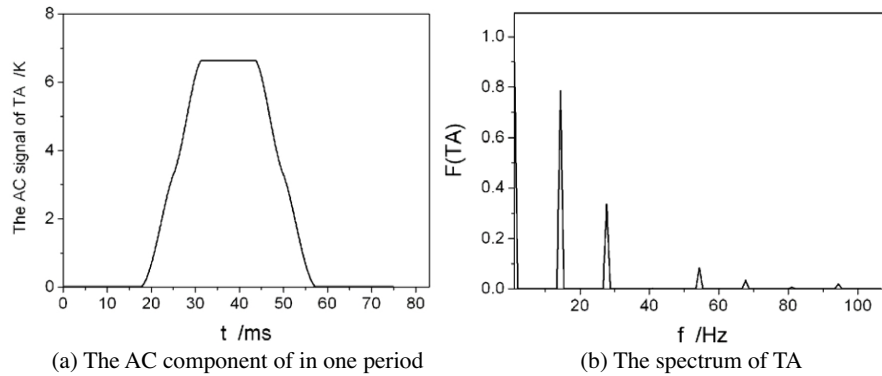 The AC signal of TA /K
8
6
4
2
0
0 10 20 30 40 50 60 70 80
t /ms
(a) The AC component of in one period
F(TA)
1.0
0.8
0.6
0.4
0.2
0.0
20 40 60 80 100
f /Hz
(b) The spectrum of TA